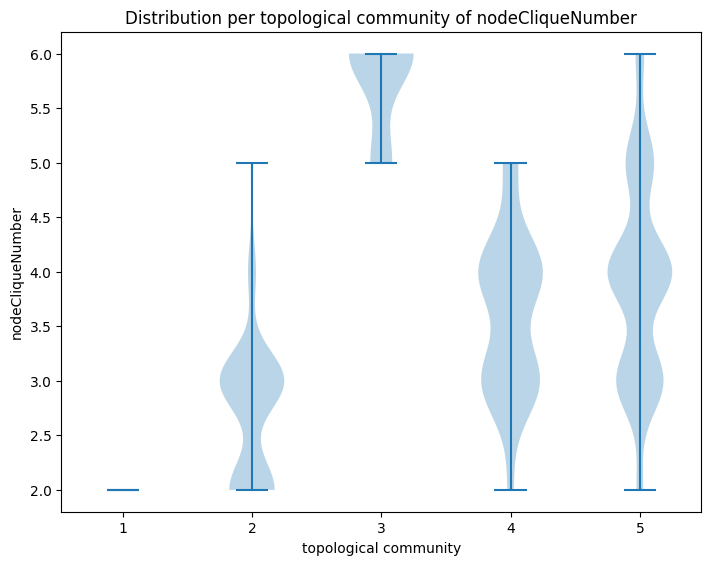 Distribution per topological community of nodeCliqueNumber
6.0
5.5
5.0
4.5
4.0
3.5
3.0
2.5
2.0
nodeCliqueNumber
1 2 3 4 5
topological community